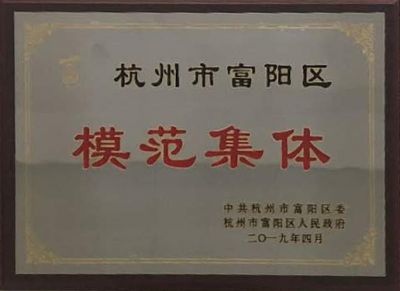 杭州市富阳区
模范集体
中共杭州市富阳区委
杭州市富阳区人民政府
二〇一九年四月